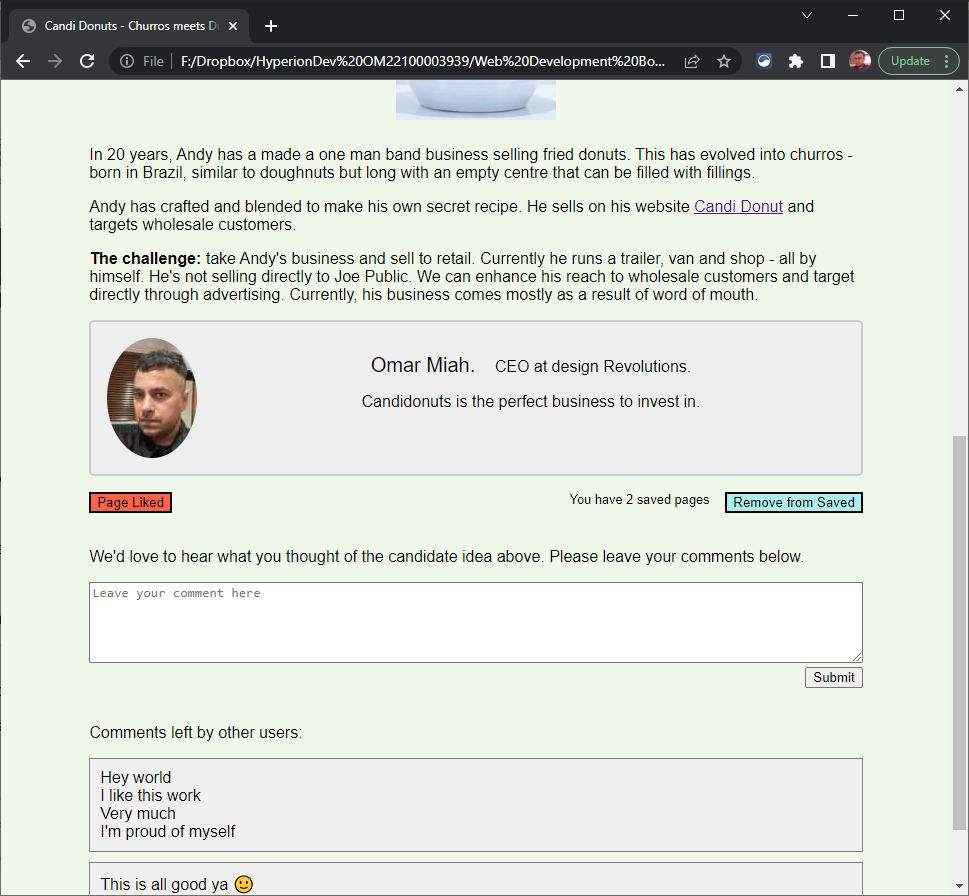 Candi Donuts - Churros meets D
File
F:/Dropbox/HyperionDev%20OM22100003939/Web%20Development%20Bo...
Update
In 20 years, Andy has a made a one man band business selling fried donuts. This has evolved into churros -
born in Brazil, similar to doughnuts but long with an empty centre that can be filled with fillings.
Andy has crafted and blended to make his own secret recipe. He sells on his website Candi Donut and
targets wholesale customers.
The challenge: take Andy's business and sell to retail. Currently he runs a trailer, van and shop - all by
himself. He's not selling directly to Joe Public. We can enhance his reach to wholesale customers and target
directly through advertising. Currently, his business comes mostly as a result of word of mouth.
Omar Miah. CEO at design Revolutions.
Candidonuts is the perfect business to invest in.
Page Liked
You have 2 saved pages
Remove from Saved
We'd love to hear what you thought of the candidate idea above. Please leave your comments below.
Leave your comment here
Submit
Comments left by other users:
Hey world
I like this work
Very much
I'm proud of myself
This is all good ya 🙂